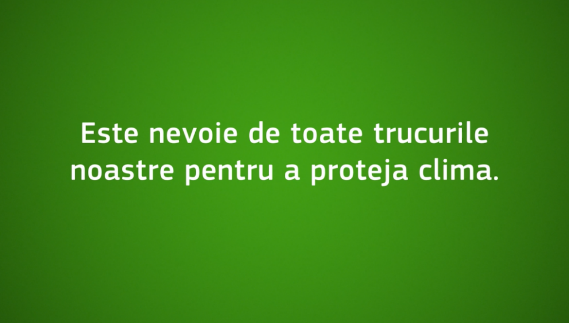 Este nevoie de toate trucurile
noastre pentru a proteja clima.